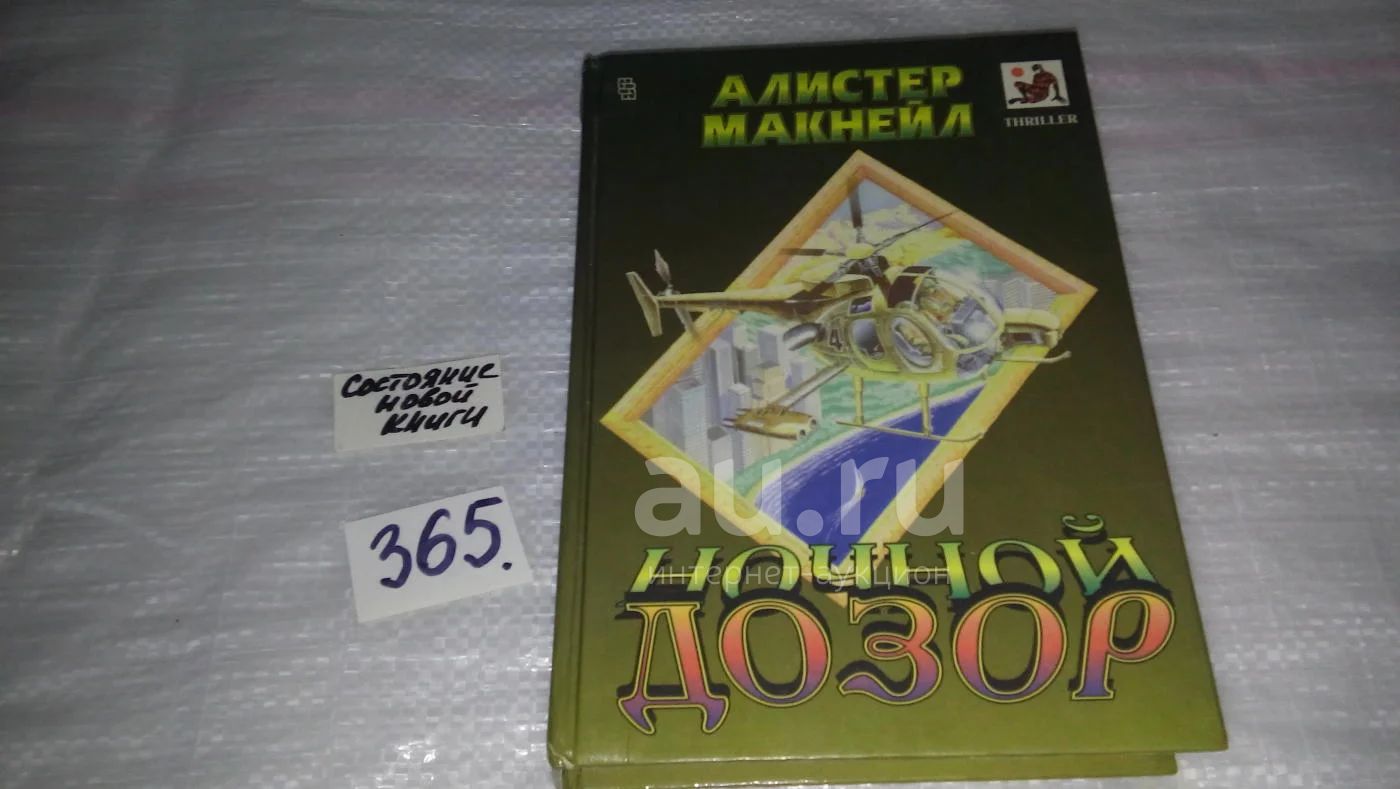 АЛИСТЕР
МАКНЕЙЛ
THRILLER
Состояние
новой
книги
365.
au.ru
интернет аукцион
НОЧНОЙ
ДОЗОР